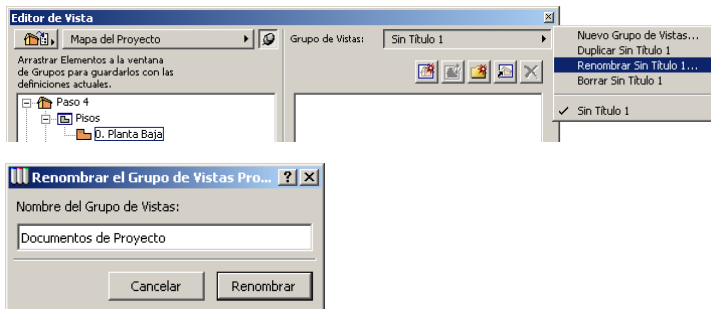 Editor de Vista
Mapa del Proyecto
Grupo de Vistas:
Sin Título 1
Arrastrar Elementos a la ventana
de Grupos para guardarlos con las
definiciones actuales.
Paso 4
Pisos
0. Planta Baja
Nuevo Grupo de Vistas...
Duplicar Sin Título 1
Renombrar Sin Título 1...
Borrar Sin Título 1
Sin Título 1
Renombrar el Grupo de Vistas Pro...
Nombre del Grupo de Vistas:
Documentos de Proyecto
Cancelar
Renombrar